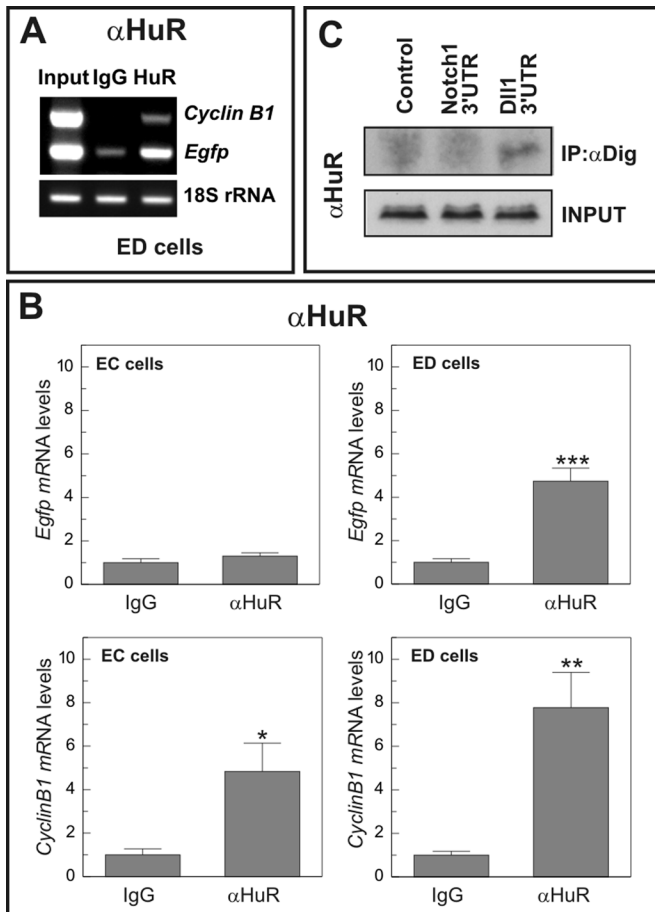 A
αHuR
Input IgG HuR
Cyclin B1
Egfp
18S rRNA
ED cells
C
Control
Notch1 3'UTR
Dll1 3'UTR
αHuR
IP:αDig
INPUT
B
αHuR
EC cells
Egfp mRNA levels
10
8
6
4
2
0
IgG αHuR
ED cells
Egfp mRNA levels
10
8
6
4
2
0
***
IgG αHuR
EC cells
CyclinB1 mRNA levels
10
8
6
4
2
0
*
IgG αHuR
ED cells
CyclinB1 mRNA levels
10
8
6
4
2
0
**
IgG αHuR